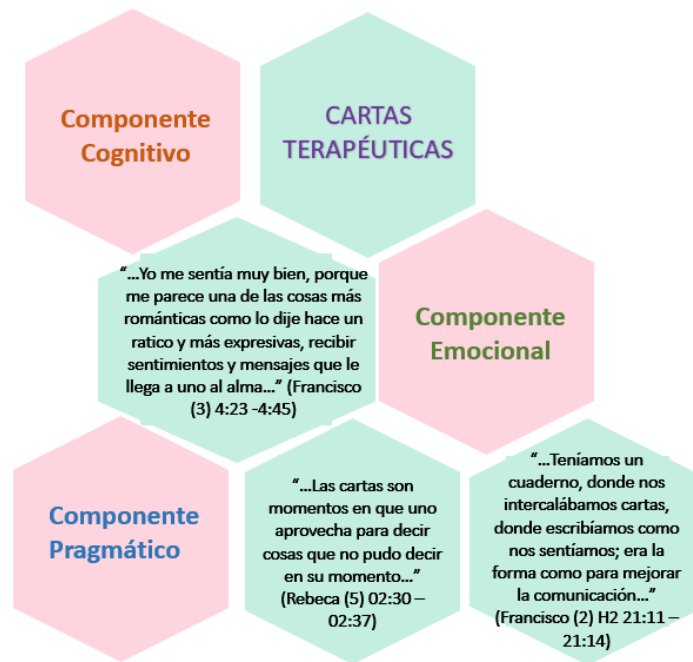 Componente
Cognitivo
CARTAS
TERAPÉUTICAS
“...Yo me sentía muy bien, porque
me parece una de las cosas más
románticas como lo dije hace un
ratico y más expresivas, recibir
sentimientos y mensajes que le
llega a uno al alma...” (Francisco
(3) 4:23 -4:45)
Componente
Emocional
Componente
Pragmático
“...Las cartas son
momentos en que uno
aprovecha para decir
cosas que no pudo decir
en su momento...”
(Rebeca (5) 02:30 –
02:37)
“...Teníamos un
cuaderno, donde nos
intercalábamos cartas,
donde escribíamos como
nos sentíamos; era la
forma como para mejorar
la comunicación...”
(Francisco (2) H2 21:11 –
21:14)